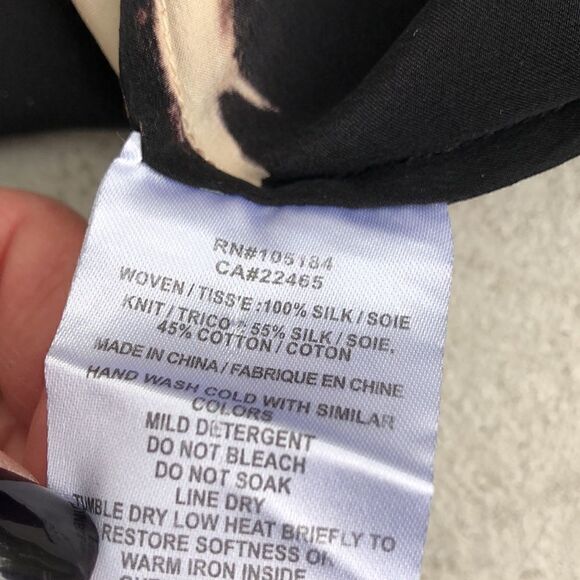 RN#105184
CA#22465
WOVEN / TISS'E :100% SILK / SOIE
KNIT / TRICO : 55% SILK / SOIE,
45% COTTON / COTON
MADE IN CHINA / FABRIQUE EN CHINE
HAND WASH COLD WITH SIMILAR
COLORS
MILD DETERGENT
DO NOT BLEACH
DO NOT SOAK
LINE DRY
TUMBLE DRY LOW HEAT BRIEFLY TO
RESTORE SOFTNESS OR
WARM IRON INSIDE